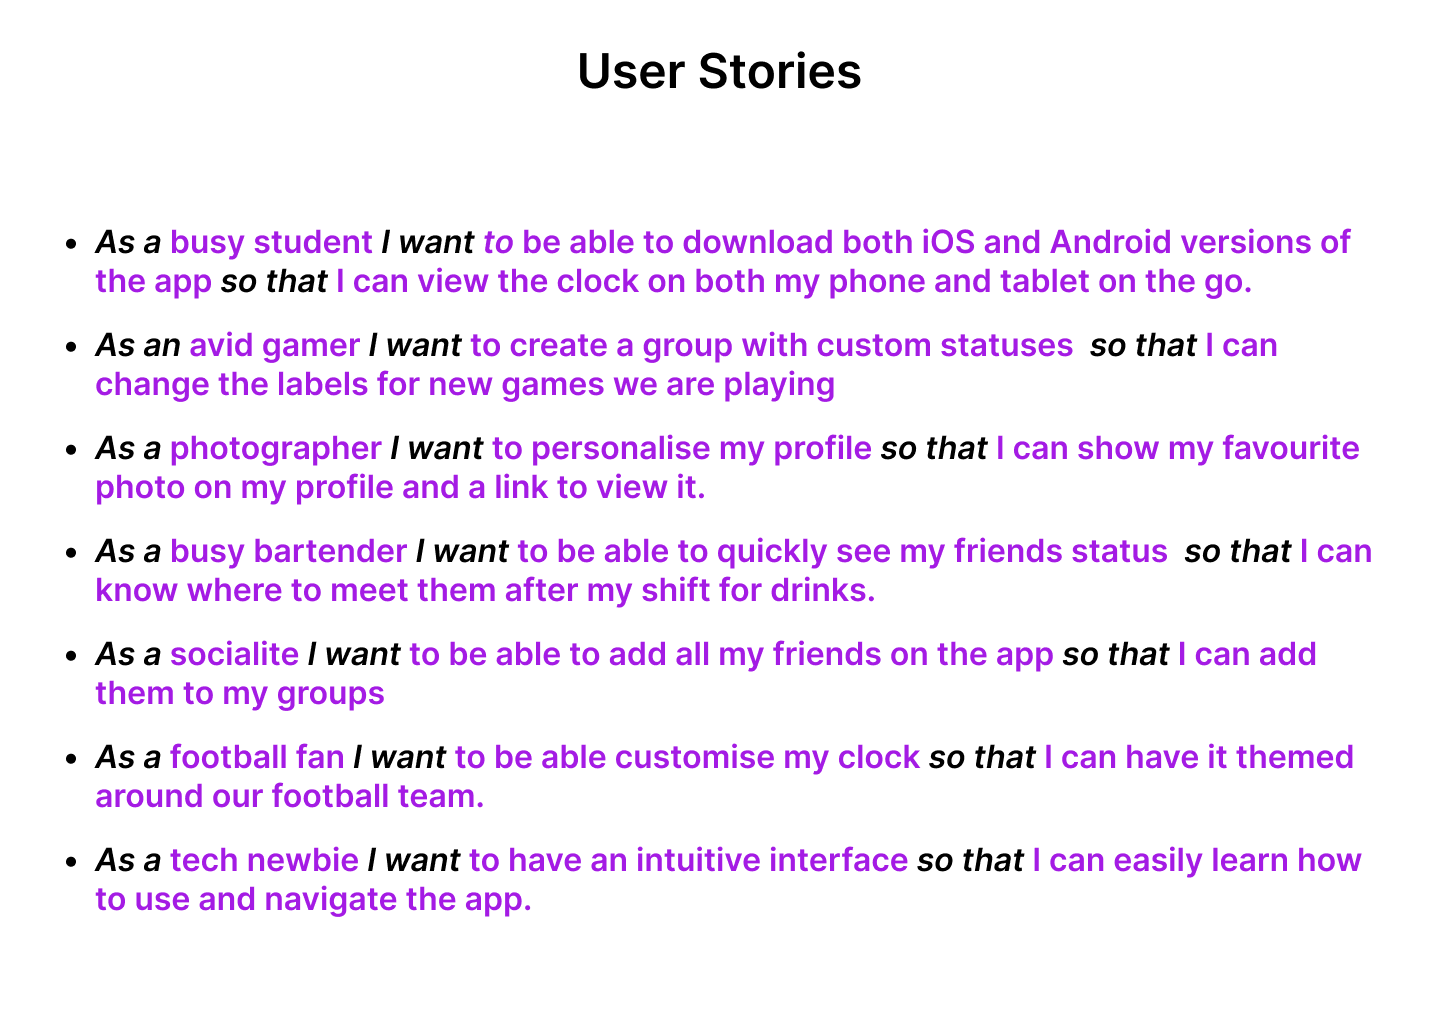 User Stories
• As a busy student I want to be able to download both iOS and Android versions of
the app so that I can view the clock on both my phone and tablet on the go.
• As an avid gamer I want to create a group with custom statuses  so that I can
change the labels for new games we are playing
• As a photographer I want to personalise my profile so that I can show my favourite
photo on my profile and a link to view it.
• As a busy bartender I want to be able to quickly see my friends status  so that I can
know where to meet them after my shift for drinks.
• As a socialite I want to be able to add all my friends on the app so that I can add
them to my groups
• As a football fan I want to be able customise my clock so that I can have it themed
around our football team.
• As a tech newbie I want to have an intuitive interface so that I can easily learn how
to use and navigate the app.